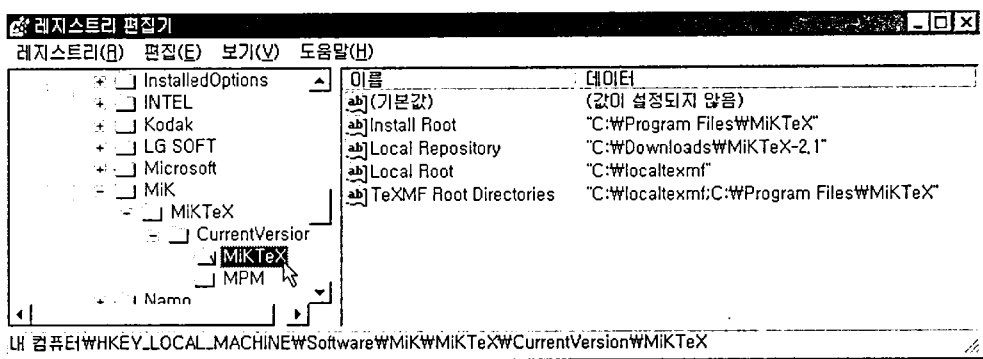 레지스트리 편집기
레지스트리(R) 편집(E) 보기(V) 도움말(H)
InstalledOptions
INTEL
Kodak
LG SOFT
Microsoft
MiK
MiKTeX
CurrentVersior
MiKTeX
MPM
Namo
이름 데이터
(기본값) (값이 설정되지 않음)
Install Root "C:₩Program Files₩MiKTeX"
Local Repository "C:₩Downloads₩MiKTeX-2.1"
Local Root "C:₩localtexmf"
TeXMF Root Directories "C:₩localtexmf;C:₩Program Files₩MiKTeX"
내 컴퓨터₩HKEY_LOCAL_MACHINE₩Software₩MiK₩MiKTeX₩CurrentVersion₩MiKTeX